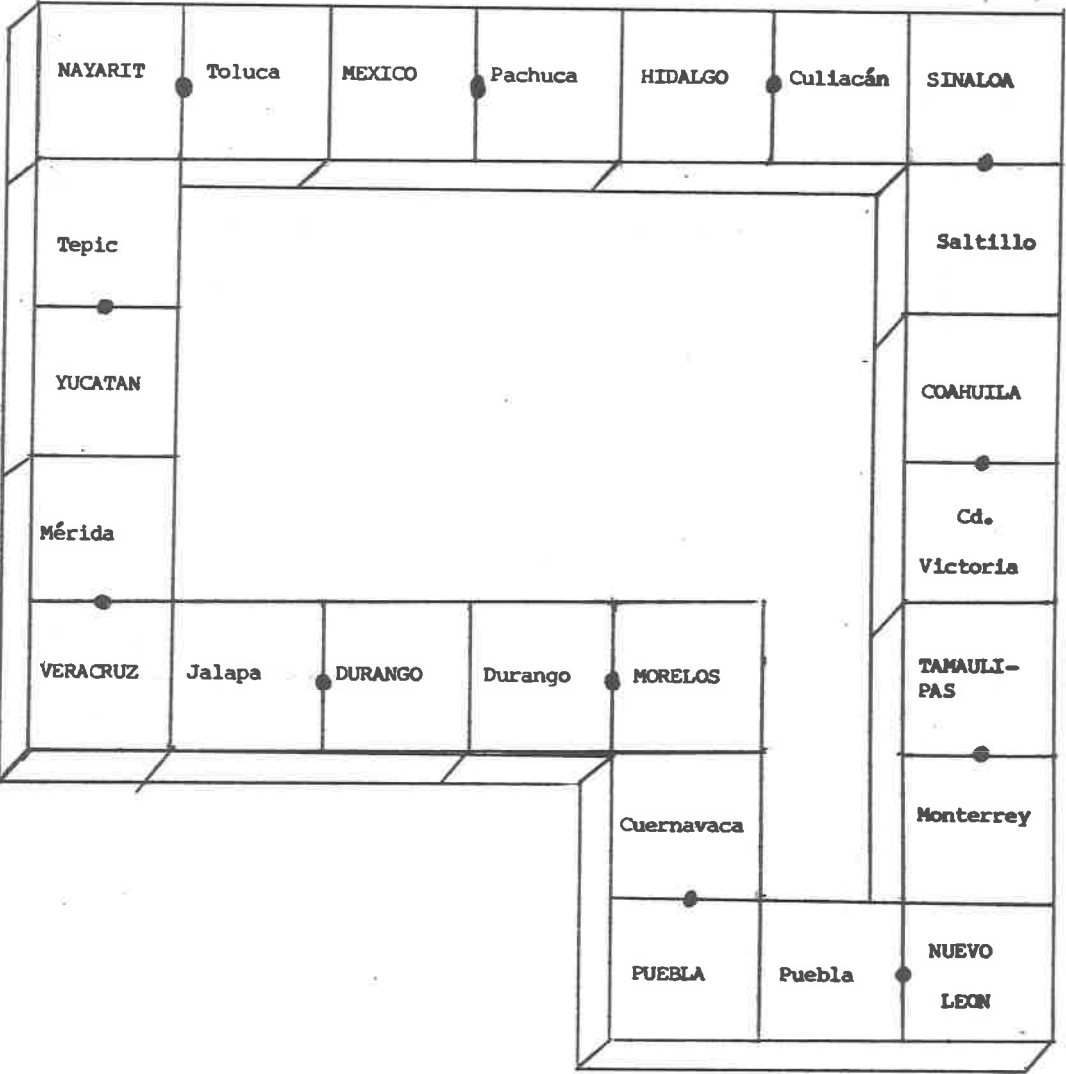 NAYARIT
Toluca
MEXICO
Pachuca
HIDALGO
Culiacán
SINALOA
Tepic
Saltillo
YUCATAN
COAHUILA
Mérida
Cd.
Victoria
VERACRUZ
Jalapa
DURANGO
Durango
MORELOS
TAMAULI-
PAS
Cuernavaca
Monterrey
PUEBLA
Puebla
NUEVO
LEON